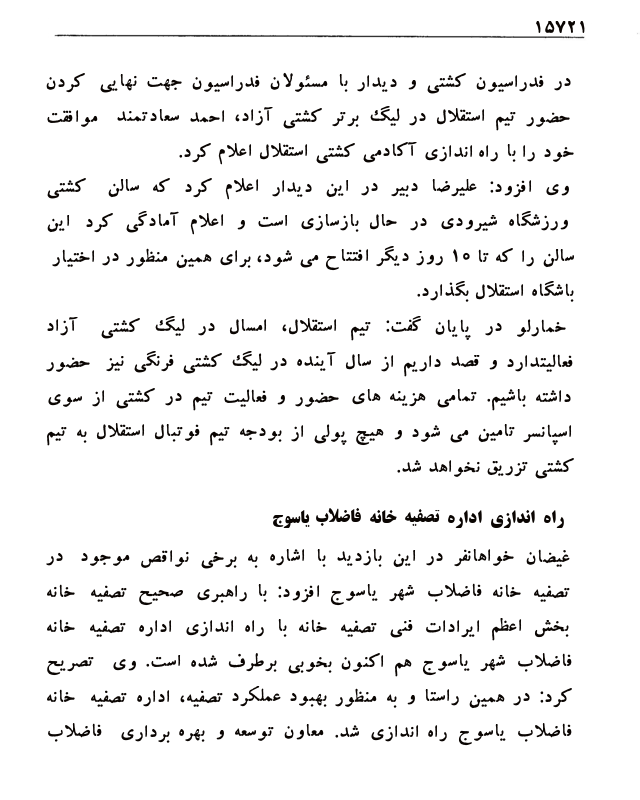 ۱۵۷۲۱
در فدراسیون کشتی و دیدار با مسئولان فدراسیون جهت نهایی کردن
حضور تیم استقلال در لیگ برتر کشتی آزاد، احمد سعادتمند موافقت
خود را با راه اندازی آکادمی کشتی استقلال اعلام کرد.
وی افزود: علیرضا دبیر در این دیدار اعلام کرد که سالن کشتی
ورزشگاه شیرودی در حال بازسازی است و اعلام آمادگی کرد این
سالن را که تا ۱۰ روز دیگر افتتاح می شود، برای همین منظور در اختیار
باشگاه استقلال بگذارد.
خمارلو در پایان گفت: تیم استقلال، امسال در لیگ کشتی آزاد
فعالیتدارد و قصد داریم از سال آینده در لیگ کشتی فرنگی نیز حضور
داشته باشیم. تمامی هزینه های حضور و فعالیت تیم در کشتی از سوی
اسپانسر تامین می شود و هیچ پولی از بودجه تیم فوتبال استقلال به تیم
کشتی تزریق نخواهد شد.
راه اندازی اداره تصفیه خانه فاضلاب یاسوج
غیضان خواهانفر در این بازدید با اشاره به برخی نواقص موجود در
تصفیه خانه فاضلاب شهر یاسوج افزود: با راهبری صحیح تصفیه خانه
بخش اعظم ایرادات فنی تصفیه خانه با راه اندازی اداره تصفیه خانه
فاضلاب شهر یاسوج هم اکنون بخوبی برطرف شده است. وی تصریح
کرد: در همین راستا و به منظور بهبود عملکرد تصفیه، اداره تصفیه خانه
فاضلاب یاسوج راه اندازی شد. معاون توسعه و بهره برداری فاضلاب